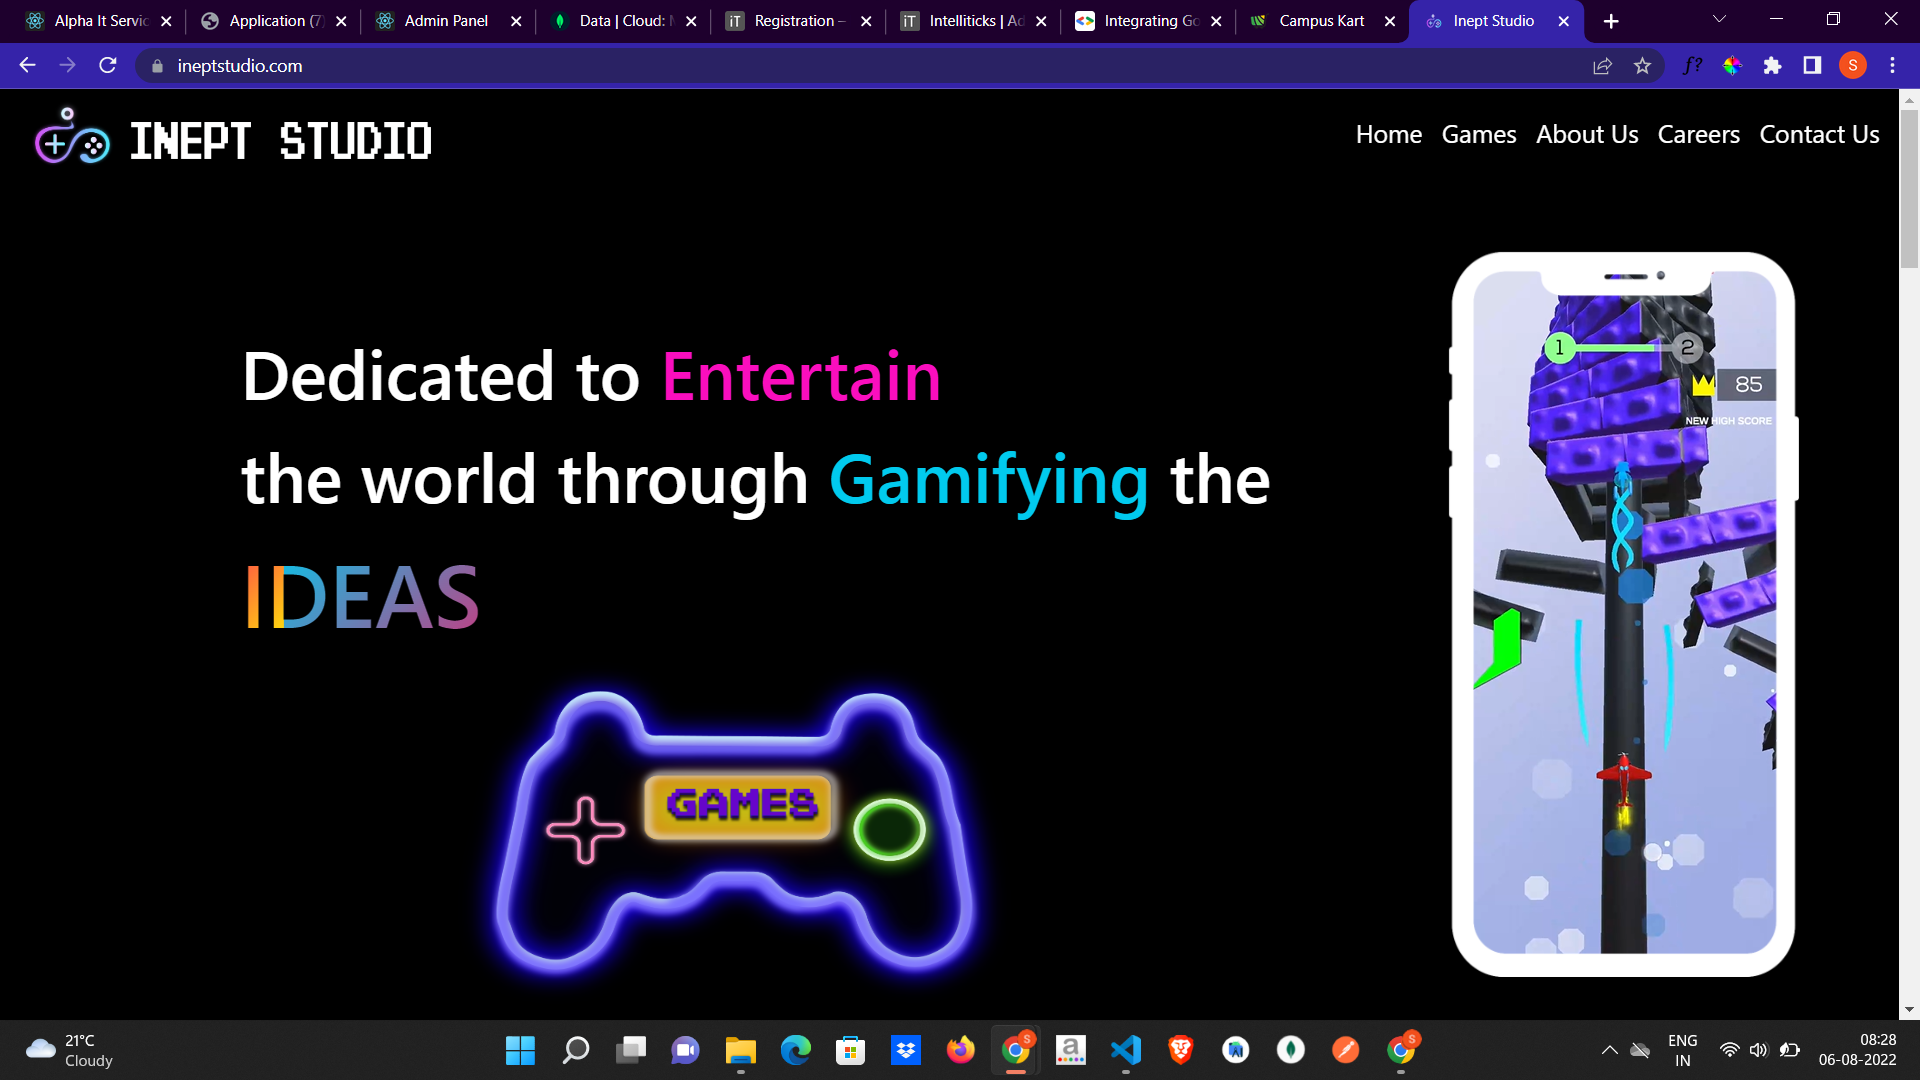 Alpha It Servic
Application (7)
Admin Panel
Data | Cloud: M
Registration –
Intelliticks | Ad
Integrating Go
Campus Kart
Inept Studio
ineptstudio.com
f?
S
INEPT STUDIO
Home Games About Us Careers Contact Us
Dedicated to Entertain
the world through Gamifying the
IDEAS
GAMES
1
2
85
NEW HIGH SCORE
21°C
Cloudy
S
a
S
ENG
IN
08:28
06-08-2022